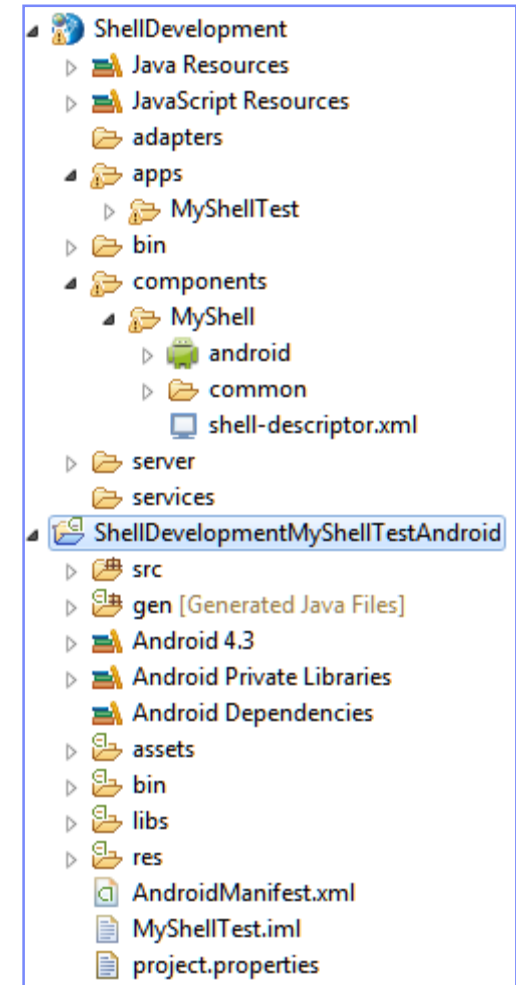 ShellDevelopment
Java Resources
JavaScript Resources
adapters
apps
MyShellTest
bin
components
MyShell
android
common
shell-descriptor.xml
server
services
ShellDevelopmentMyShellTestAndroid
src
gen [Generated Java Files]
Android 4.3
Android Private Libraries
Android Dependencies
assets
bin
libs
res
AndroidManifest.xml
MyShellTest.iml
project.properties